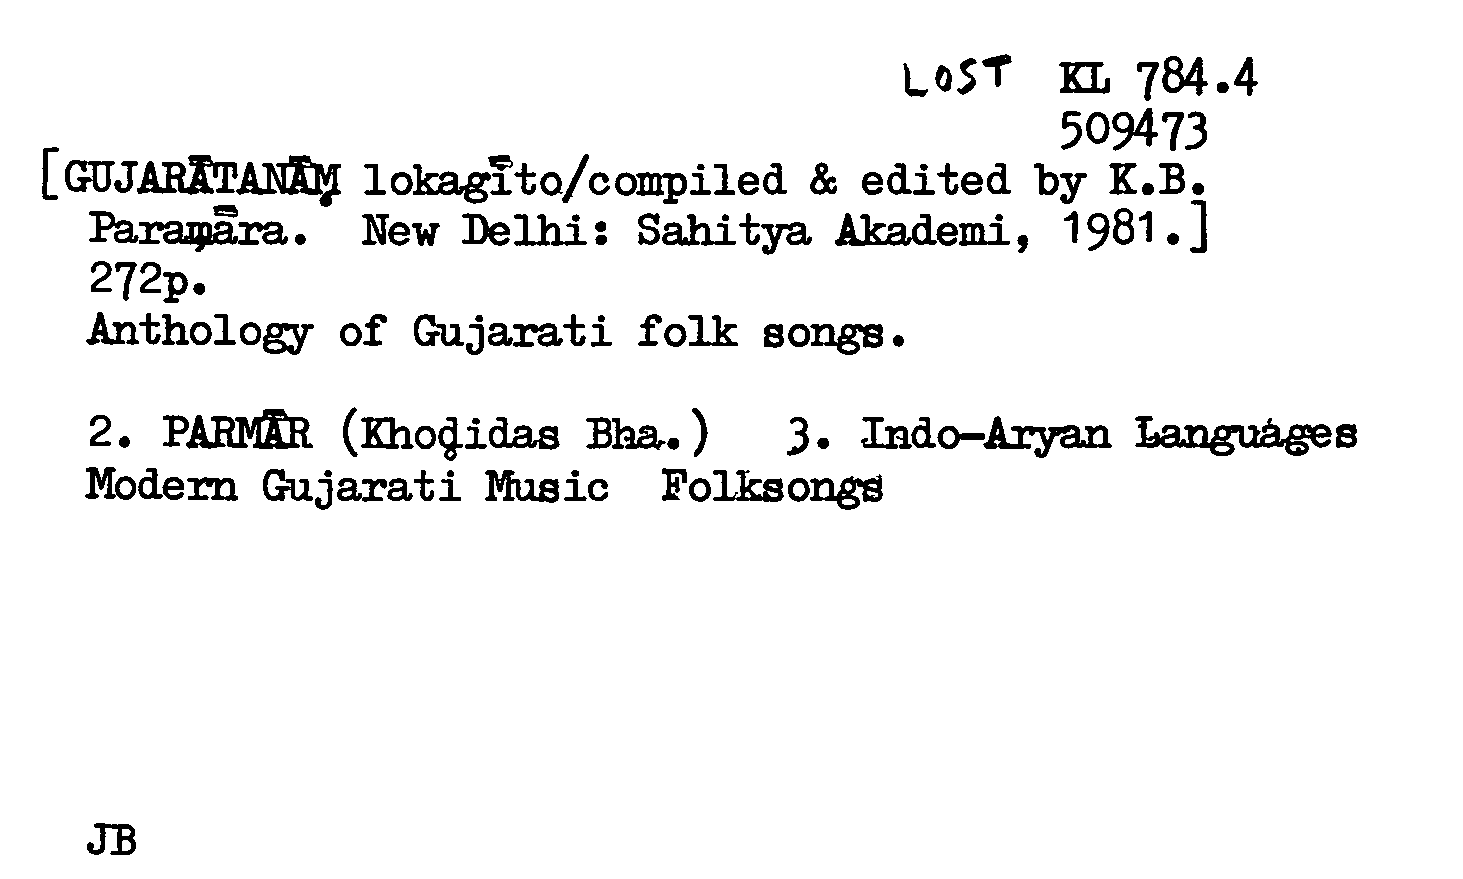 LOST KL 784.4
509473
[GUJARĀTANĀṂ lokagīto/compiled & edited by K.B.
Paraṃāra. New Delhi: Sahitya Akademi, 1981.]
272p.
Anthology of Gujarati folk songs.
2. PARMĀR (Khoḍidas Bha.) 3. Indo-Aryan Languages
Modern Gujarati Music Folksongs
JB